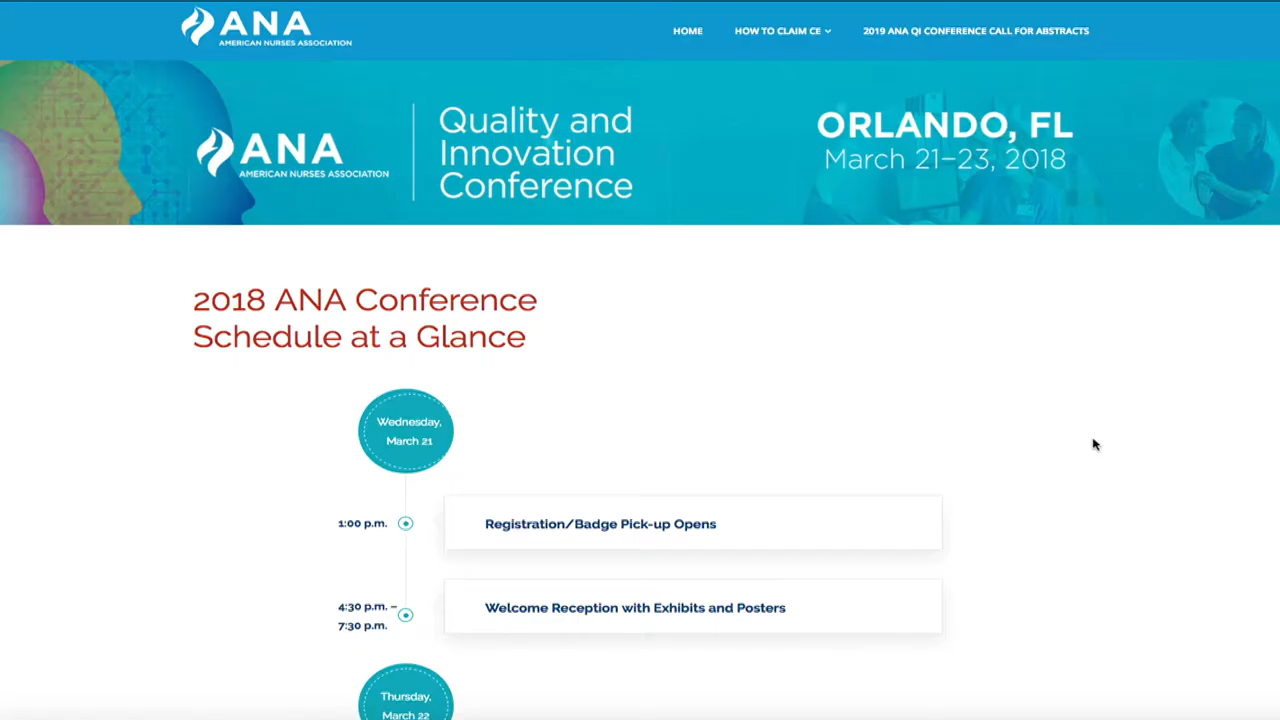 ANA
AMERICAN NURSES ASSOCIATION
HOME
HOW TO CLAIM CE
2019 ANA QI CONFERENCE CALL FOR ABSTRACTS
ANA
AMERICAN NURSES ASSOCIATION
Quality and
Innovation
Conference
ORLANDO, FL
March 21–23, 2018
2018 ANA Conference
Schedule at a Glance
Wednesday,
March 21
1:00 p.m.
Registration/Badge Pick-up Opens
4:30 p.m. –
7:30 p.m.
Welcome Reception with Exhibits and Posters
Thursday,
March 22